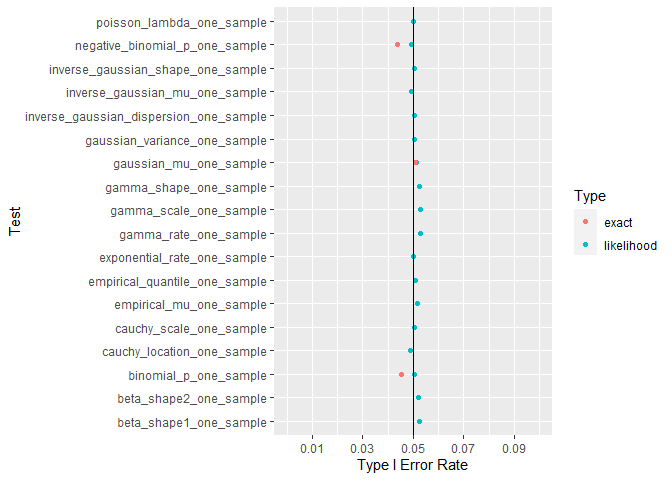 poisson_lambda_one_sample
negative_binomial_p_one_sample
inverse_gaussian_shape_one_sample
inverse_gaussian_mu_one_sample
inverse_gaussian_dispersion_one_sample
gaussian_variance_one_sample
gaussian_mu_one_sample
gamma_shape_one_sample
gamma_scale_one_sample
gamma_rate_one_sample
exponential_rate_one_sample
empirical_quantile_one_sample
empirical_mu_one_sample
cauchy_scale_one_sample
cauchy_location_one_sample
binomial_p_one_sample
beta_shape2_one_sample
beta_shape1_one_sample
Test
0.01 0.03 0.05 0.07 0.09
Type I Error Rate
Type
exact
likelihood